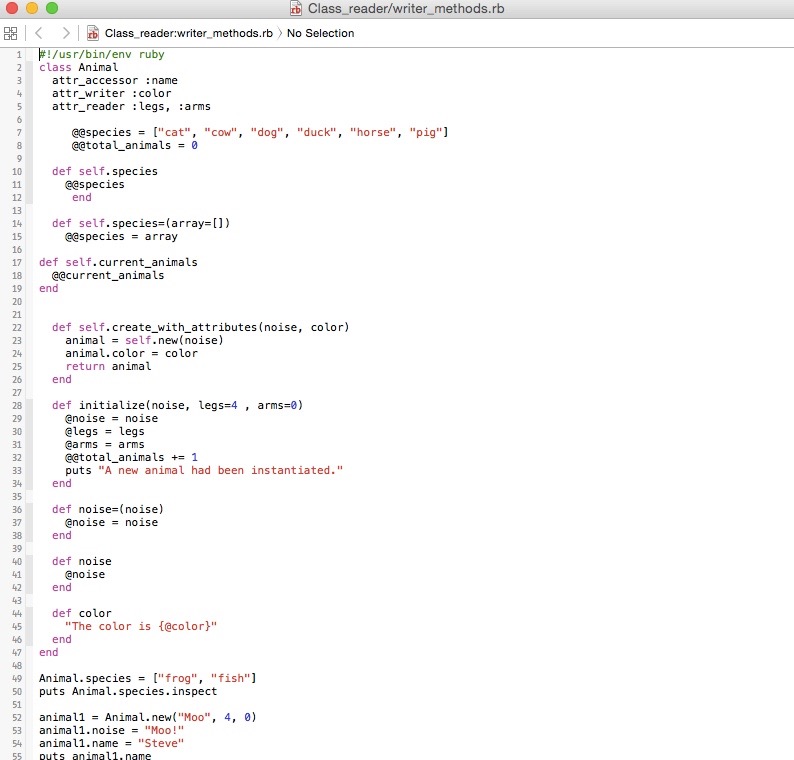 Class_reader/writer_methods.rb
Class_reader:writer_methods.rb No Selection
1 #!/usr/bin/env ruby
2 class Animal
3 attr_accessor :name
4 attr_writer :color
5 attr_reader :legs, :arms
6
7 @@species = ["cat", "cow", "dog", "duck", "horse", "pig"]
8 @@total_animals = 0
9
10 def self.species
11 @@species
12 end
13
14 def self.species=(array=[])
15 @@species = array
16
17 def self.current_animals
18 @@current_animals
19 end
20
21
22 def self.create_with_attributes(noise, color)
23 animal = self.new(noise)
24 animal.color = color
25 return animal
26 end
27
28 def initialize(noise, legs=4 , arms=0)
29 @noise = noise
30 @legs = legs
31 @arms = arms
32 @@total_animals += 1
33 puts "A new animal had been instantiated."
34 end
35
36 def noise=(noise)
37 @noise = noise
38 end
39
40 def noise
41 @noise
42 end
43
44 def color
45 "The color is {@color}"
46 end
47 end
48
49 Animal.species = ["frog", "fish"]
50 puts Animal.species.inspect
51
52 animal1 = Animal.new("Moo", 4, 0)
53 animal1.noise = "Moo!"
54 animal1.name = "Steve"
55 puts animal1.name